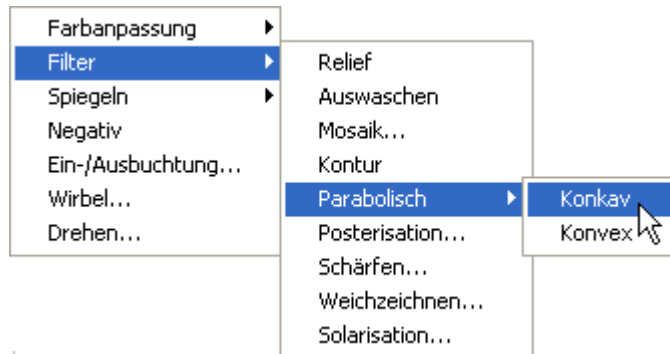 Farbanpassung
Filter
Spiegeln
Negativ
Ein-/Ausbuchtung...
Wirbel...
Drehen...
Relief
Auswaschen
Mosaik...
Kontur
Parabolisch
Posterisation...
Schärfen...
Weichzeichnen...
Solarisation...
Konkav
Konvex